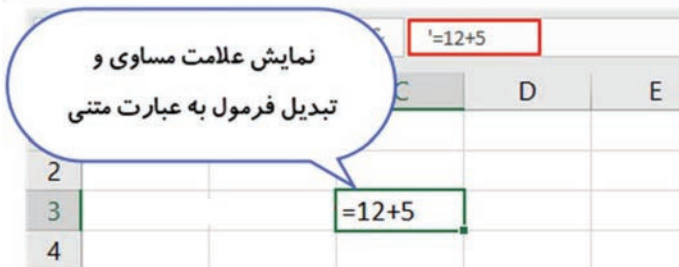 '=12+5
نمایش علامت مساوی و
تبدیل فرمول به عبارت متنی
C D E
2
3 =12+5
4